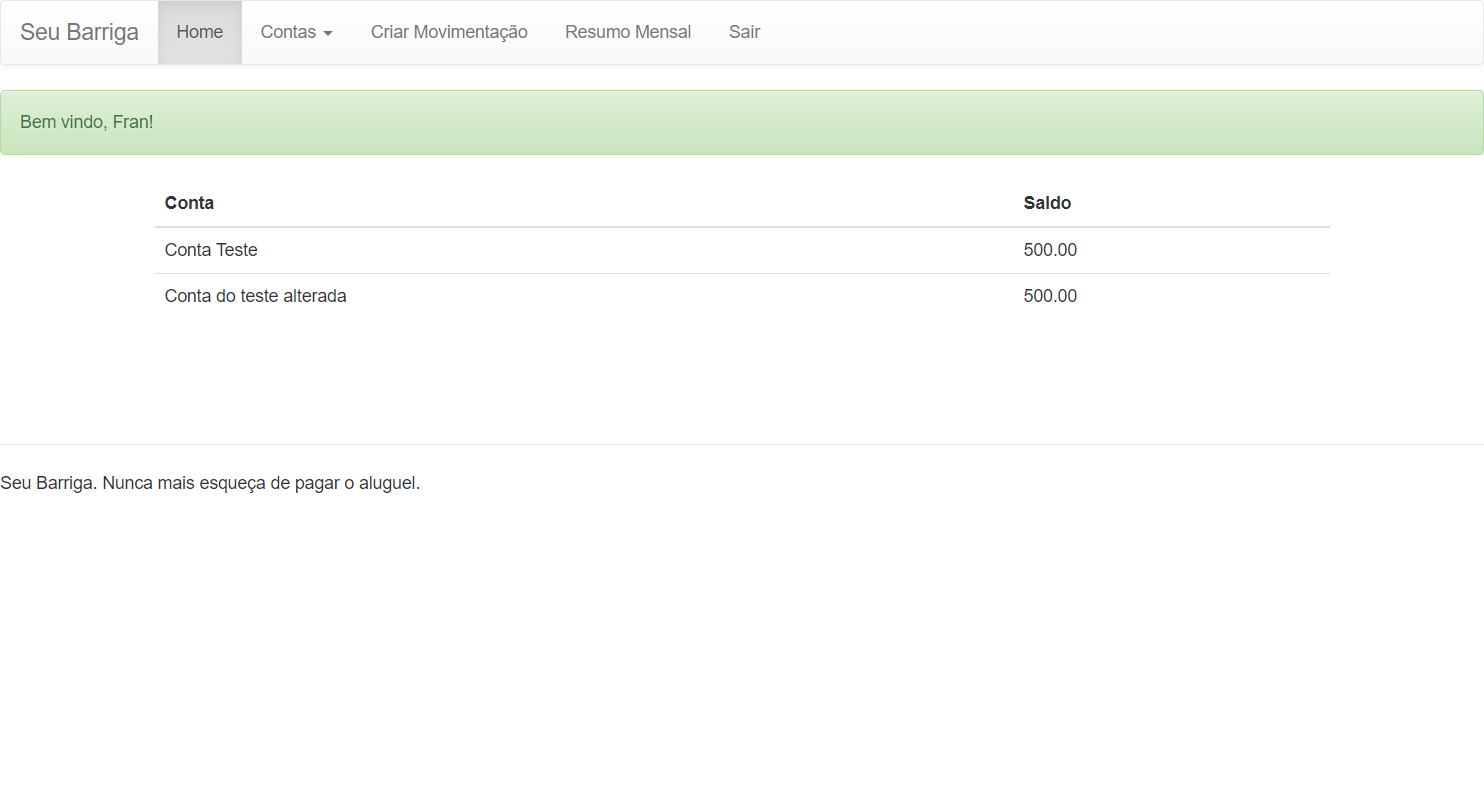 Seu Barriga Home Contas Criar Movimentação Resumo Mensal Sair
Bem vindo, Fran!
Conta Saldo
Conta Teste 500.00
Conta do teste alterada 500.00
Seu Barriga. Nunca mais esqueça de pagar o aluguel.